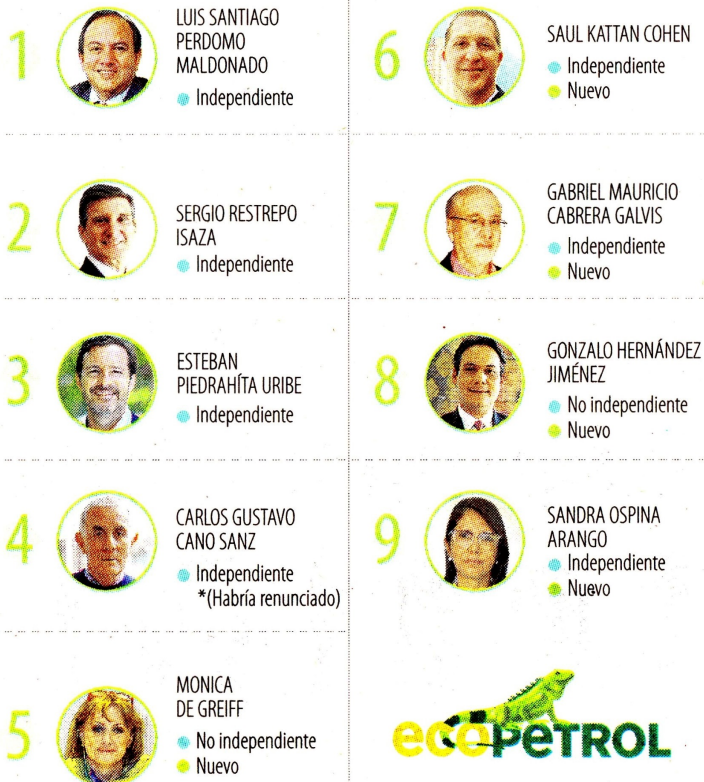 1
LUIS SANTIAGO
PERDOMO
MALDONADO
Independiente
2
SERGIO RESTREPO
ISAZA
Independiente
3
ESTEBAN
PIEDRAHÍTA URIBE
Independiente
4
CARLOS GUSTAVO
CANO SANZ
Independiente
*(Habría renunciado)
5
MONICA
DE GREIFF
No independiente
Nuevo
6
SAUL KATTAN COHEN
Independiente
Nuevo
7
GABRIEL MAURICIO
CABRERA GALVIS
Independiente
Nuevo
8
GONZALO HERNÁNDEZ
JIMÉNEZ
No independiente
Nuevo
9
SANDRA OSPINA
ARANGO
Independiente
Nuevo
ecoPeTROL